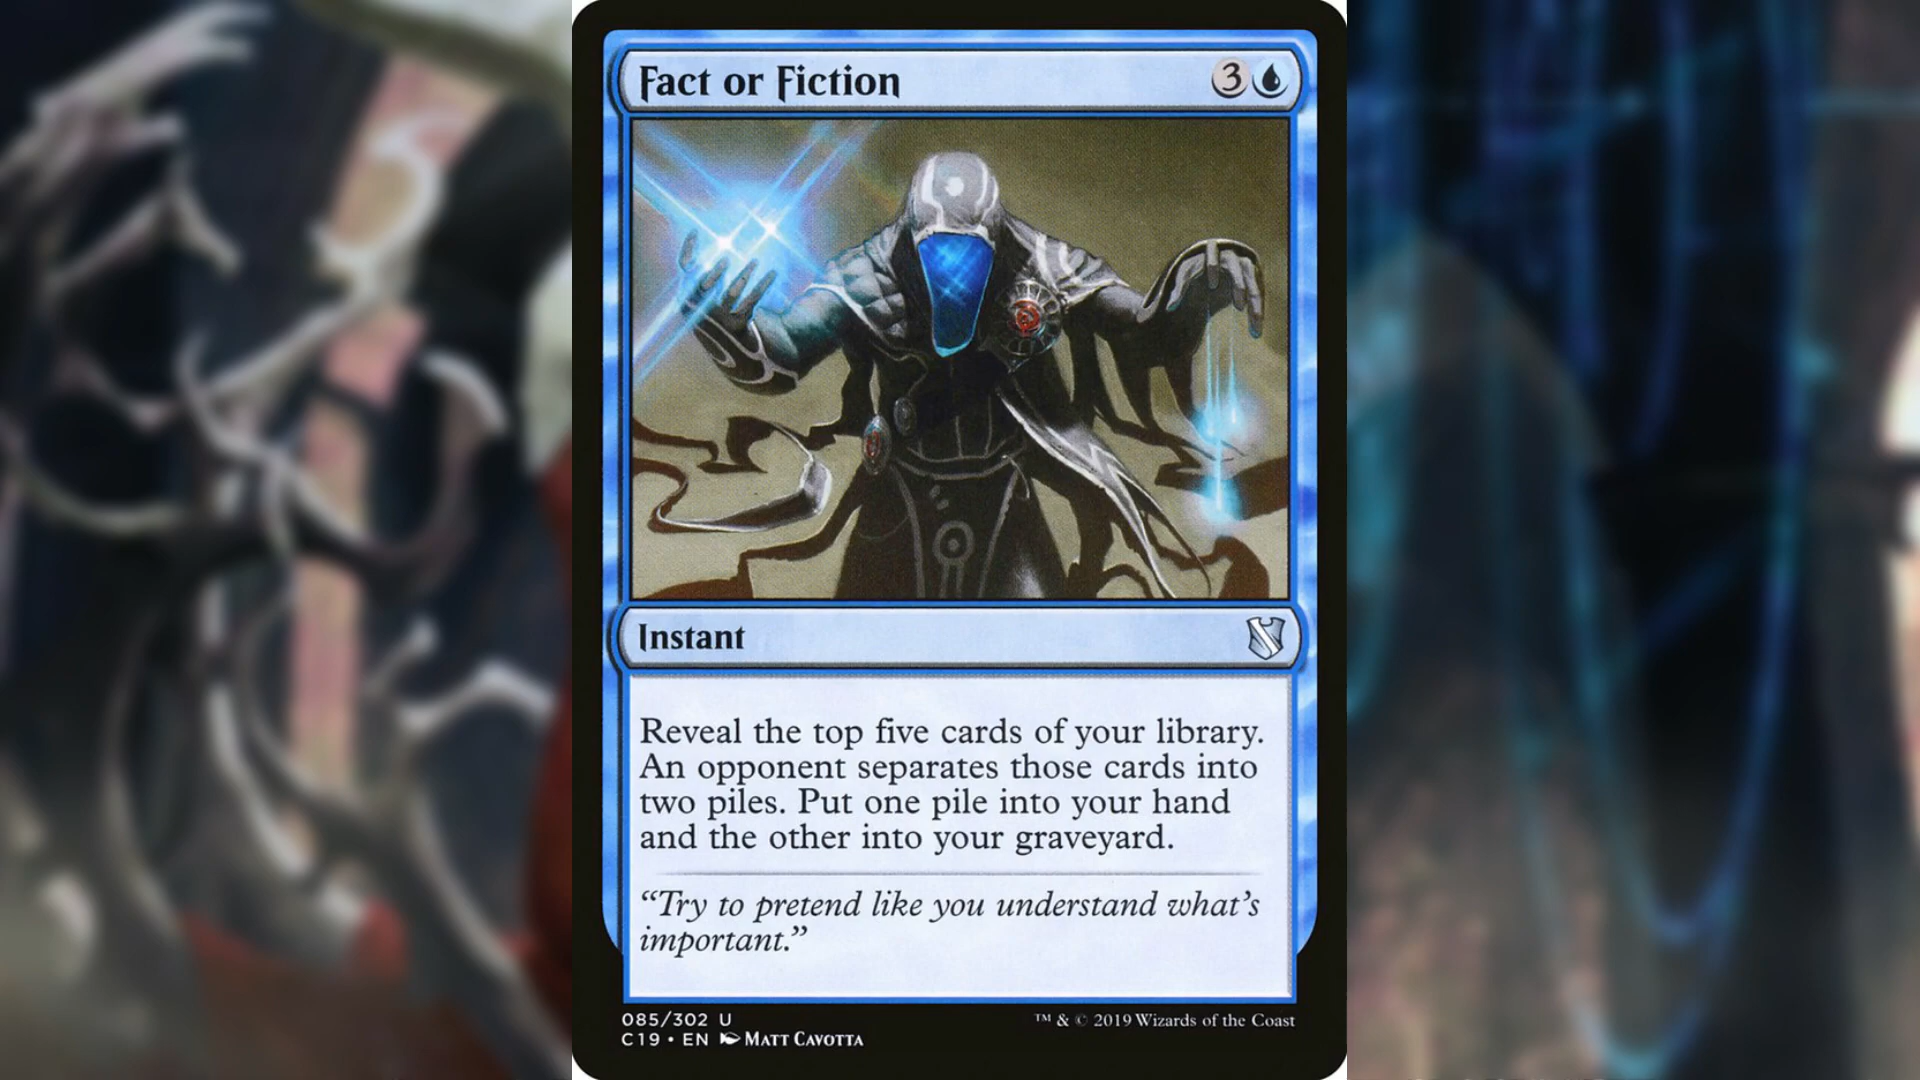 Fact or Fiction
3
Instant
Reveal the top five cards of your library.
An opponent separates those cards into
two piles. Put one pile into your hand
and the other into your graveyard.
“Try to pretend like you understand what’s
important.”
085/302 U
C19 • EN Matt Cavotta
™ & © 2019 Wizards of the Coast